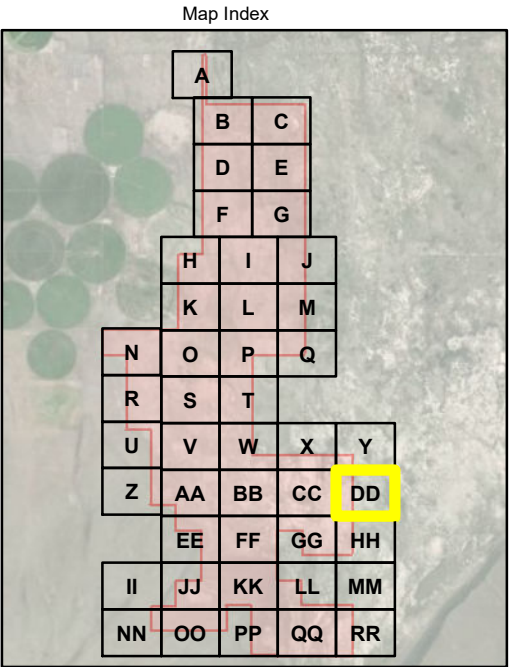 Map Index
A
B C
D E
F G
H I J
K L M
N O P Q
R S T
U V W X Y
Z AA BB CC DD
EE FF GG HH
II JJ KK LL MM
NN OO PP QQ RR